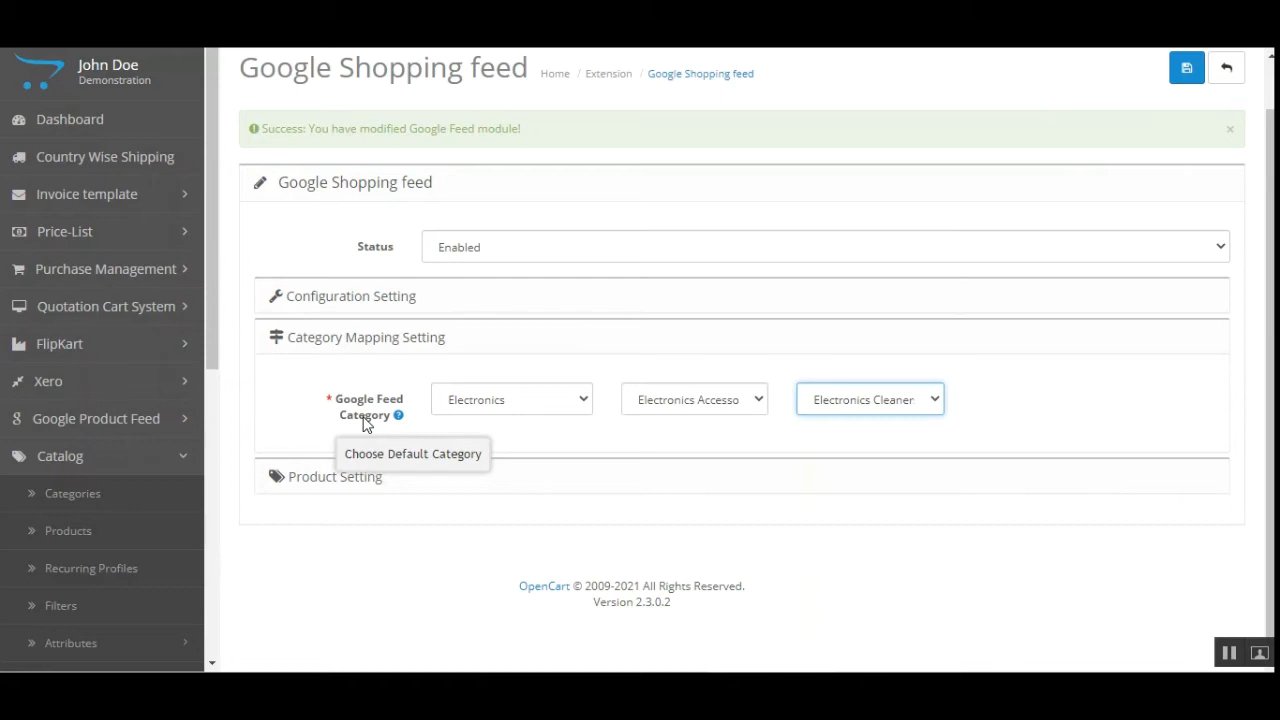 John Doe
Demonstration
Dashboard
Country Wise Shipping
Invoice template
Price-List
Purchase Management
Quotation Cart System
FlipKart
Xero
Google Product Feed
Catalog
Categories
Products
Recurring Profiles
Filters
Attributes
Google Shopping feed
Home / Extension / Google Shopping feed
Success: You have modified Google Feed module!
×
Google Shopping feed
Status
Enabled
Configuration Setting
Category Mapping Setting
* Google Feed
Category ?
Electronics
Electronics Accesso
Electronics Cleaner
Choose Default Category
Product Setting
OpenCart © 2009-2021 All Rights Reserved.
Version 2.3.0.2